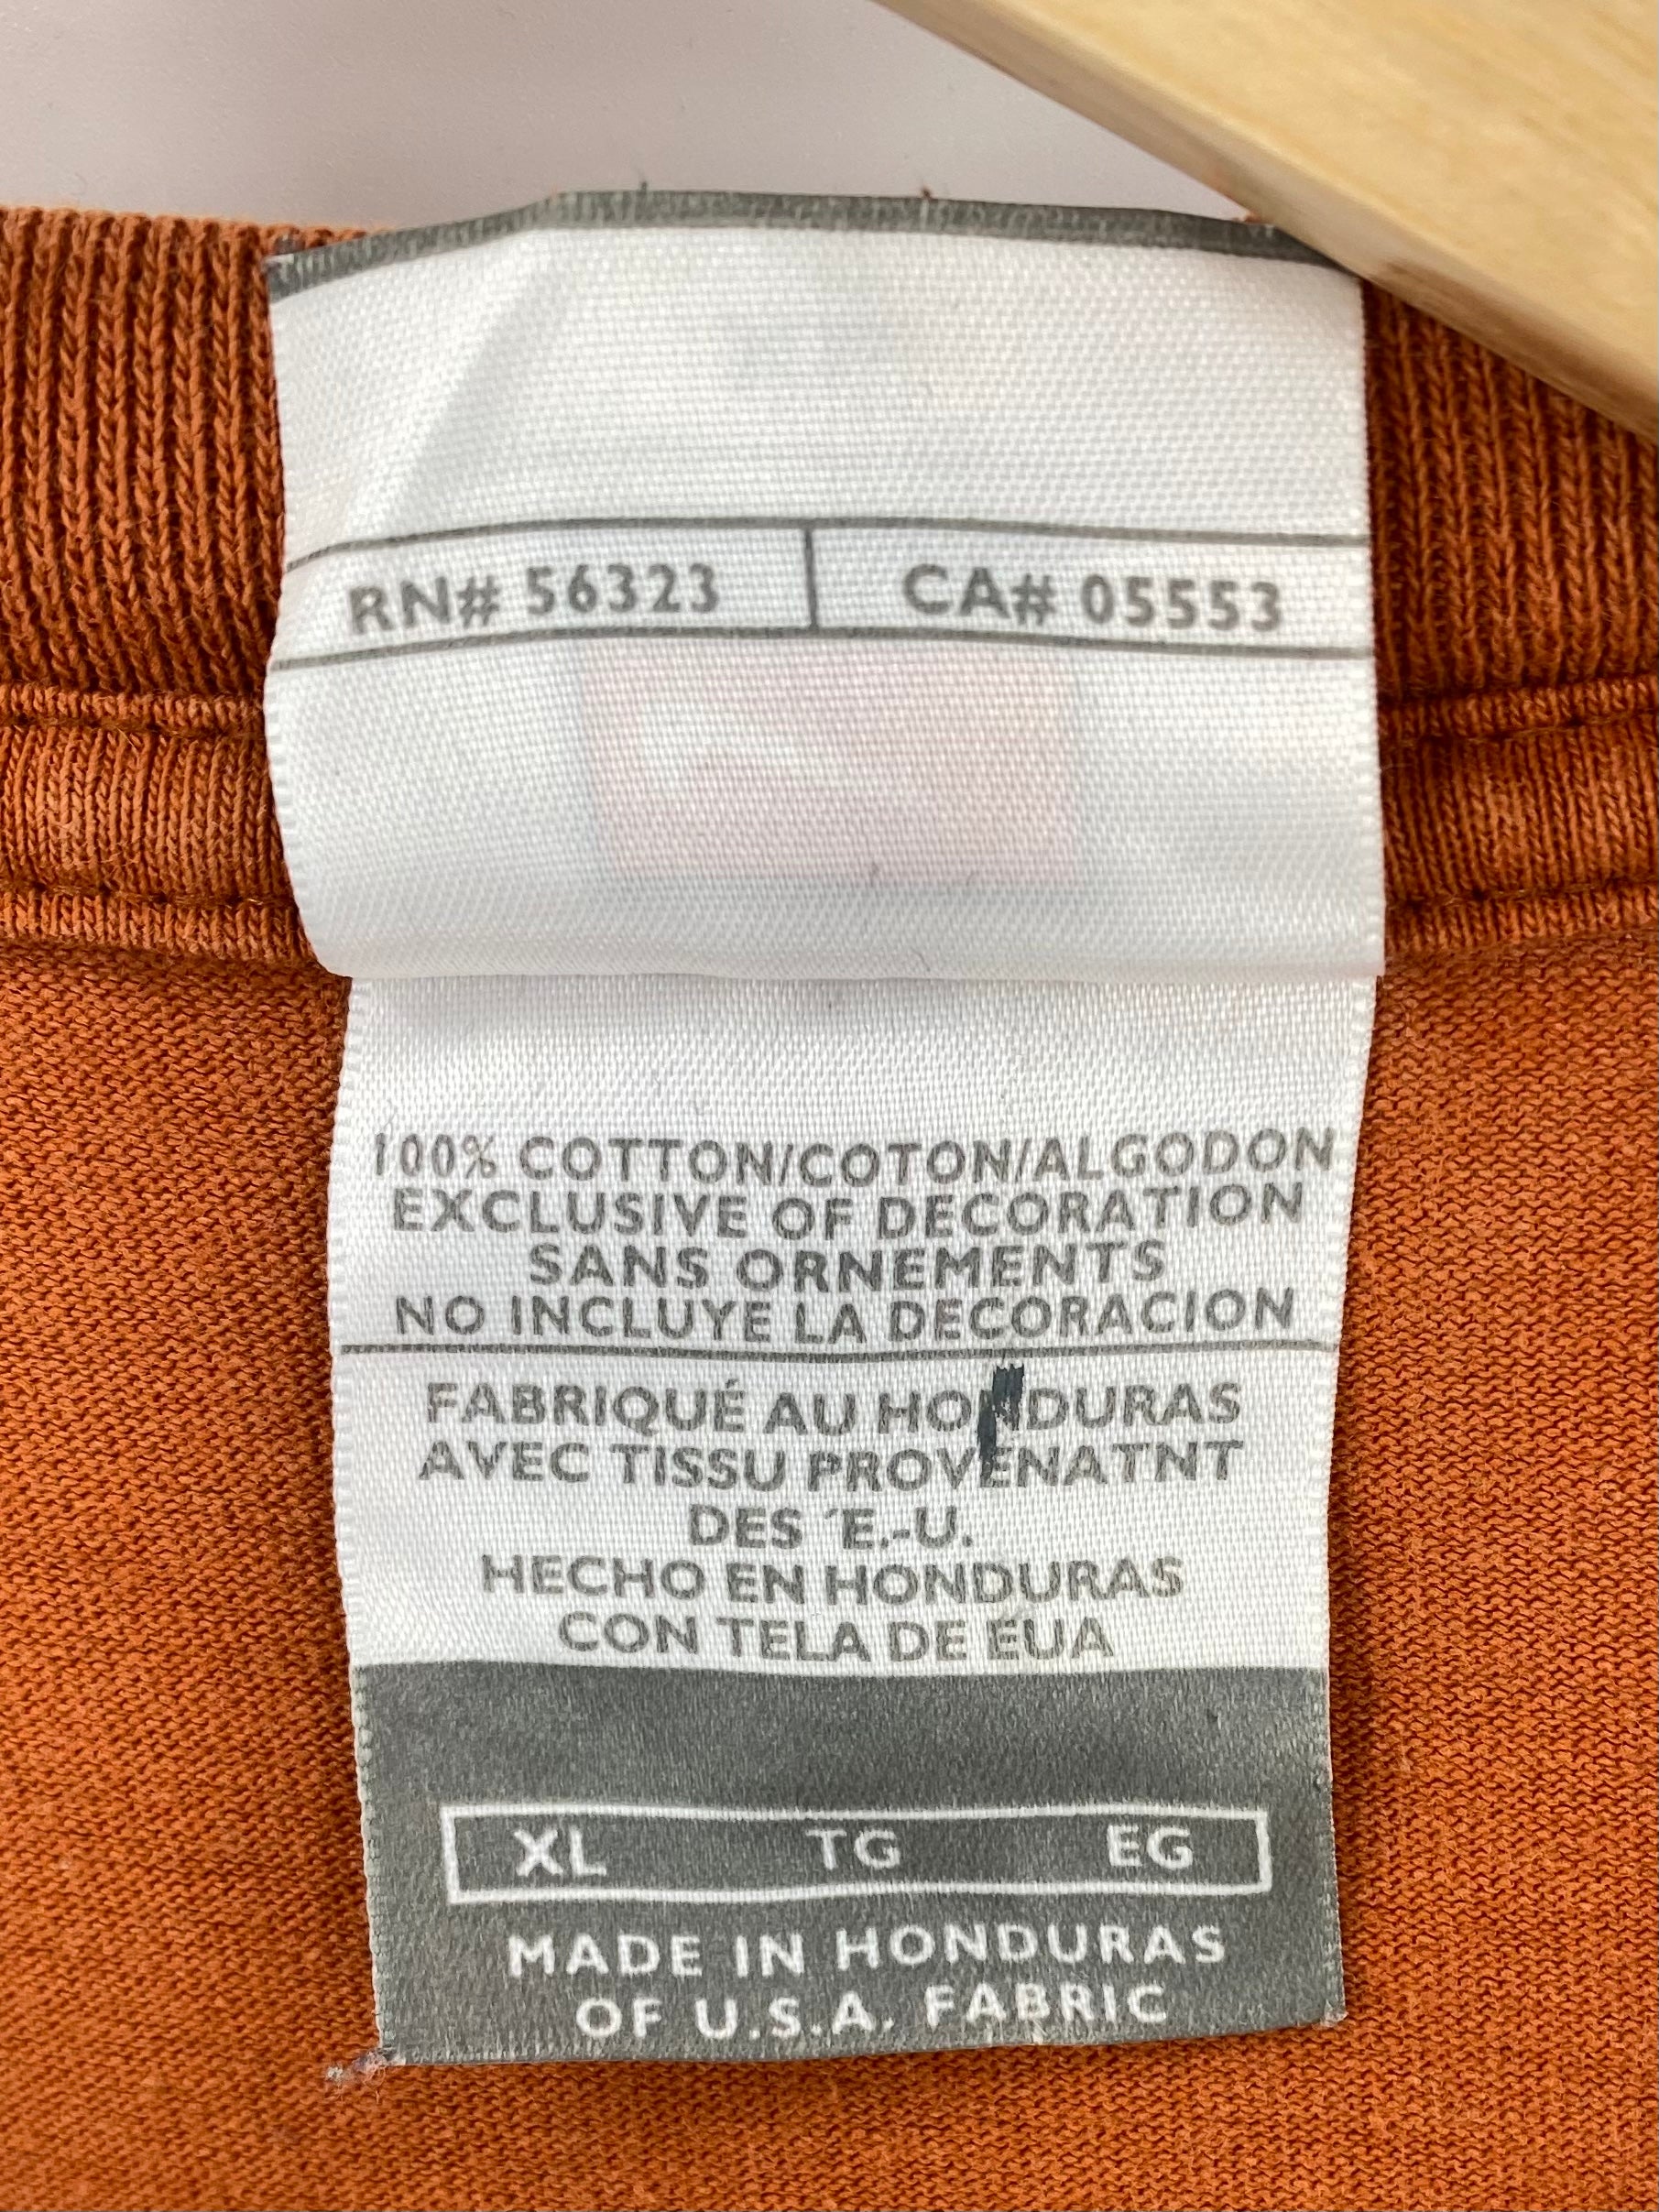 RN# 56323 CA# 05553
100% COTTON/COTON/ALGODON
EXCLUSIVE OF DECORATION
SANS ORNEMENTS
NO INCLUYE LA DECORACION
FABRIQUÉ AU HONDURAS
AVEC TISSU PROVENATNT
DES ´E.-U.
HECHO EN HONDURAS
CON TELA DE EUA
XL TG EG
MADE IN HONDURAS
OF U.S.A. FABRIC